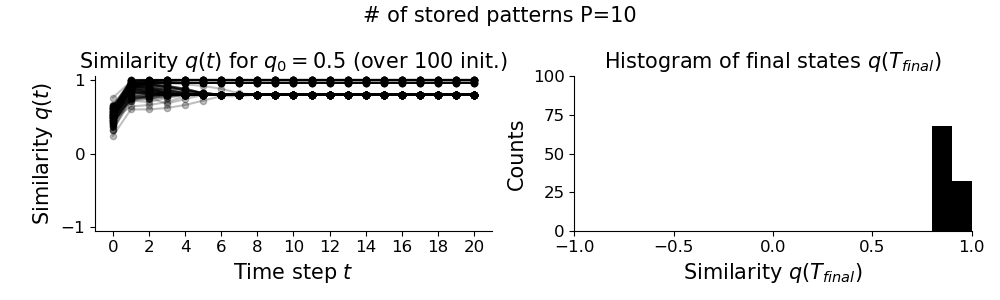 # of stored patterns P=10
Similarity q(t) for q₀ = 0.5 (over 100 init.)
1
0
−1
Similarity q(t)
0 2 4 6 8 10 12 14 16 18 20
Time step t
Histogram of final states q(T_final)
100
75
50
25
0
Counts
−1.0 −0.5 0.0 0.5 1.0
Similarity q(T_final)